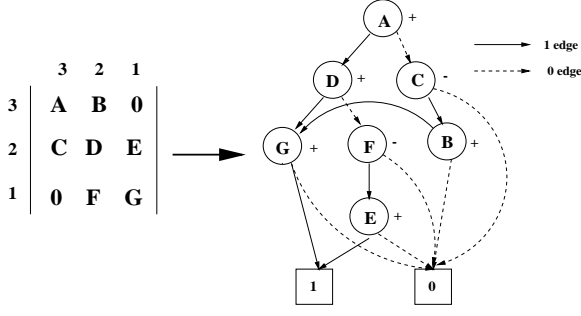 3 2 1
3 A B 0
2 C D E
1 0 F G
A +
1 edge
0 edge
D +
C -
G +
F -
B +
E +
1
0